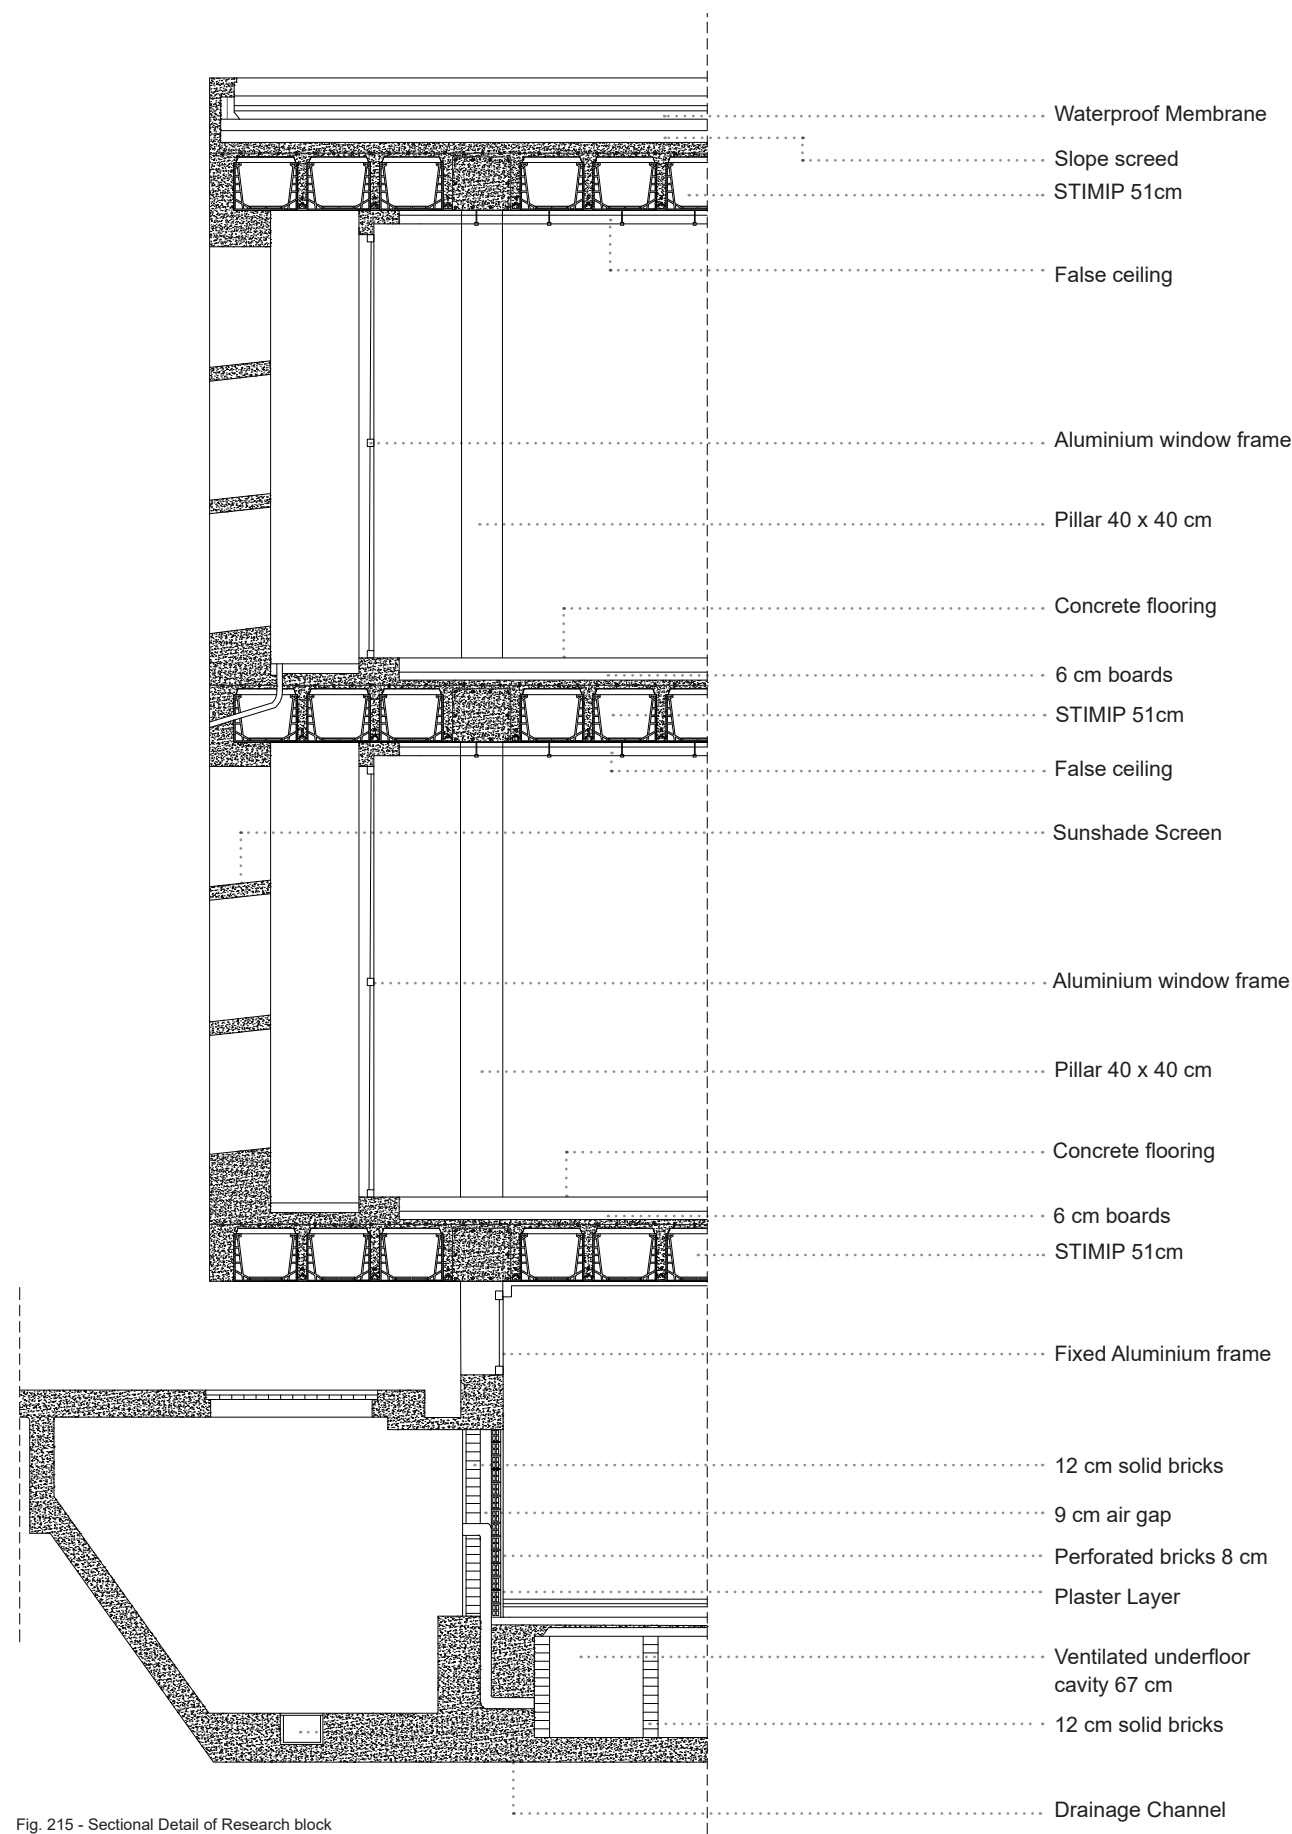 Waterproof Membrane
Slope screed
STIMIP 51cm
False ceiling
Aluminium window frame
Pillar 40 x 40 cm
Concrete flooring
6 cm boards
STIMIP 51cm
False ceiling
Sunshade Screen
Aluminium window frame
Pillar 40 x 40 cm
Concrete flooring
6 cm boards
STIMIP 51cm
Fixed Aluminium frame
12 cm solid bricks
9 cm air gap
Perforated bricks 8 cm
Plaster Layer
Ventilated underfloor
cavity 67 cm
12 cm solid bricks
Drainage Channel
Fig. 215 - Sectional Detail of Research block